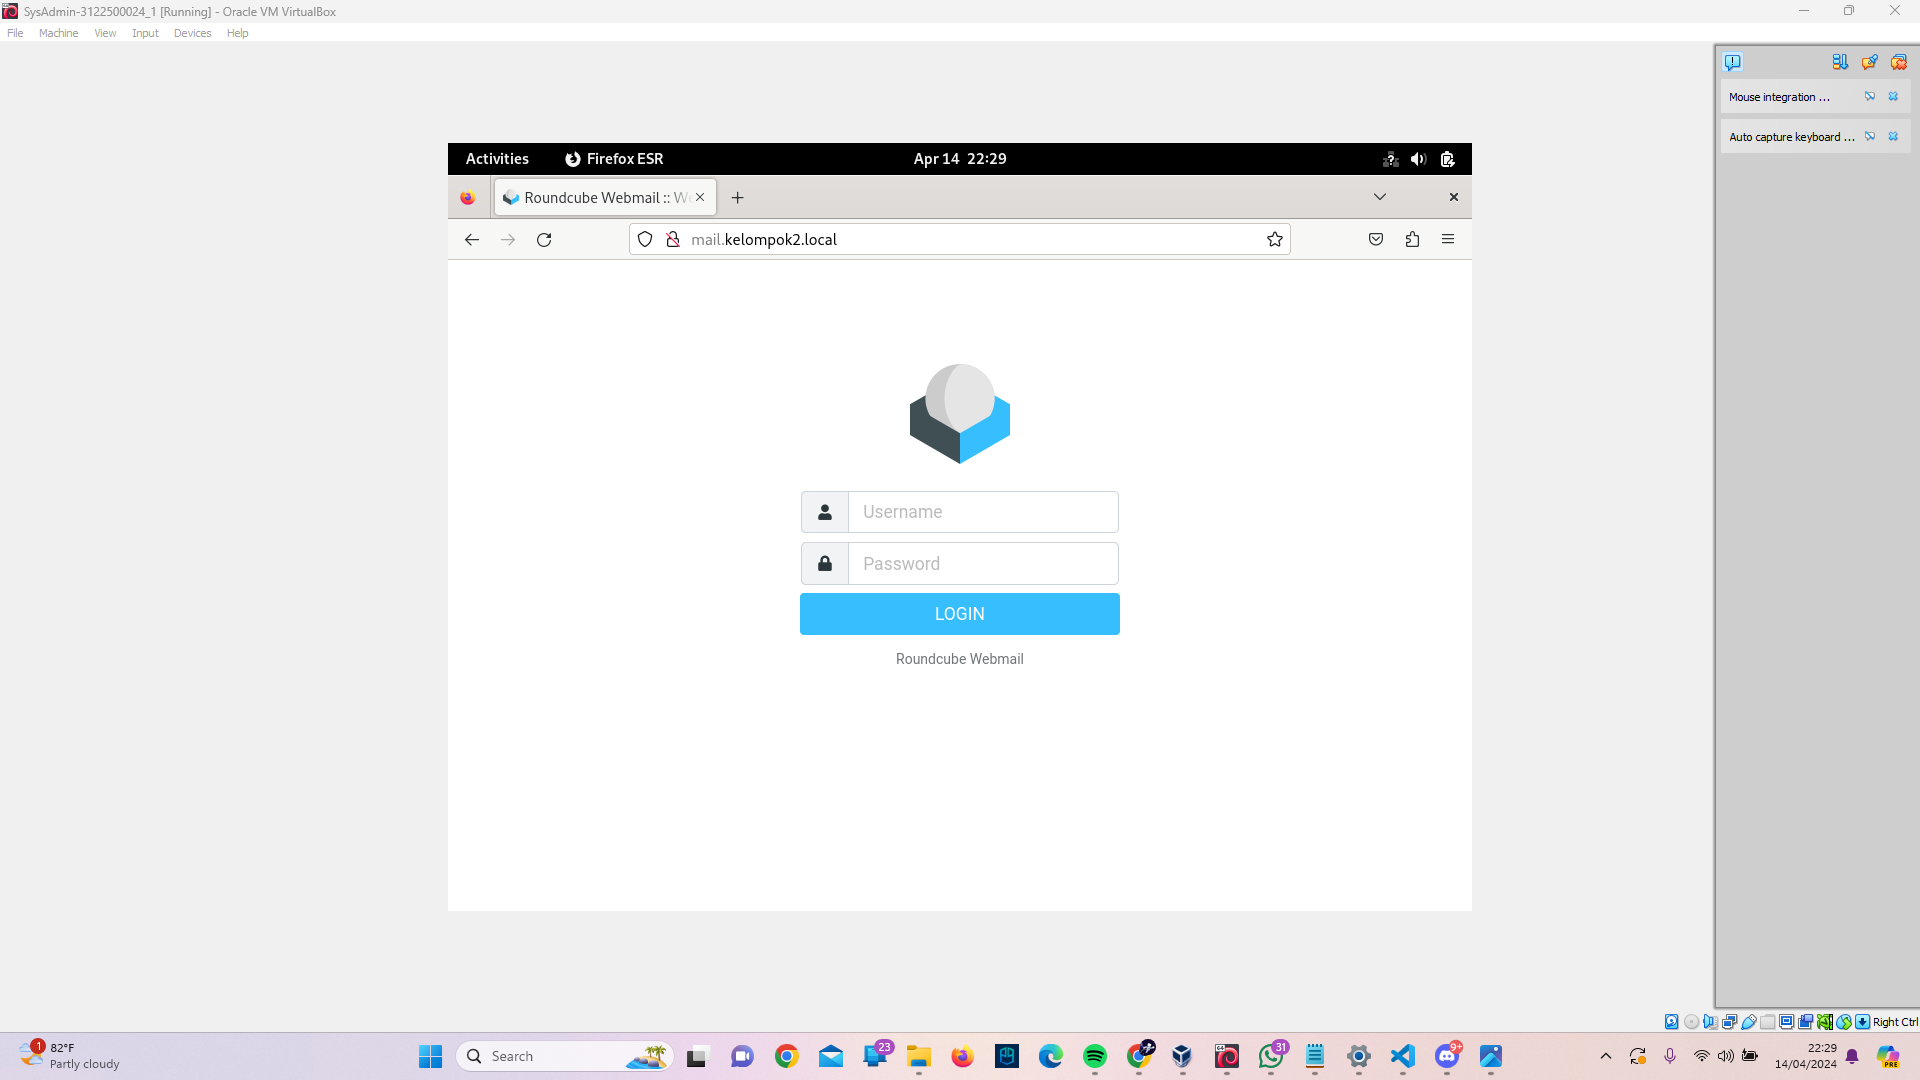 SysAdmin-3122500024_1 [Running] - Oracle VM VirtualBox
File Machine View Input Devices Help
Mouse integration ...
Auto capture keyboard ...
Activities Firefox ESR Apr 14 22:29
Roundcube Webmail :: W
mail.kelompok2.local
Username
Password
LOGIN
Roundcube Webmail
Right Ctrl
1
82°F
Partly cloudy
Search
23
31
9+
22:29
14/04/2024
PRE